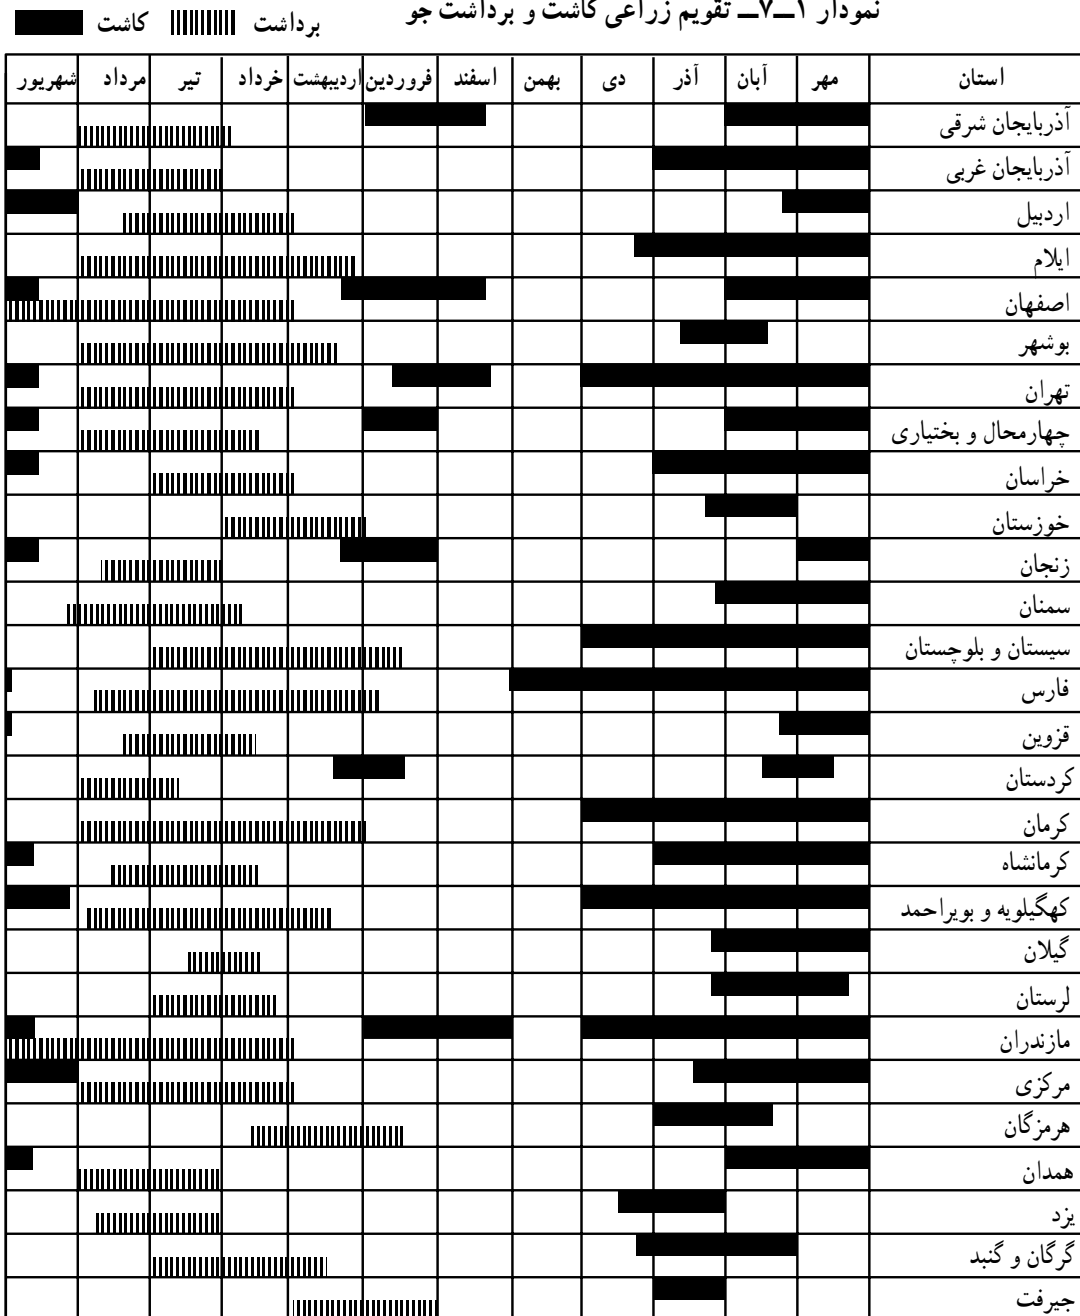 نمودار ۱ــ۷ــ تقویم زراعی کاشت و برداشت جو
برداشت کاشت
استان مهر آبان آذر دی بهمن اسفند فروردین اردیبهشت خرداد تیر مرداد شهریور
آذربایجان شرقی
آذربایجان غربی
اردبیل
ایلام
اصفهان
بوشهر
تهران
چهارمحال و بختیاری
خراسان
خوزستان
زنجان
سمنان
سیستان و بلوچستان
فارس
قزوین
کردستان
کرمان
کرمانشاه
کهگیلویه و بویراحمد
گیلان
لرستان
مازندران
مرکزی
هرمزگان
همدان
یزد
گرگان و گنبد
جیرفت